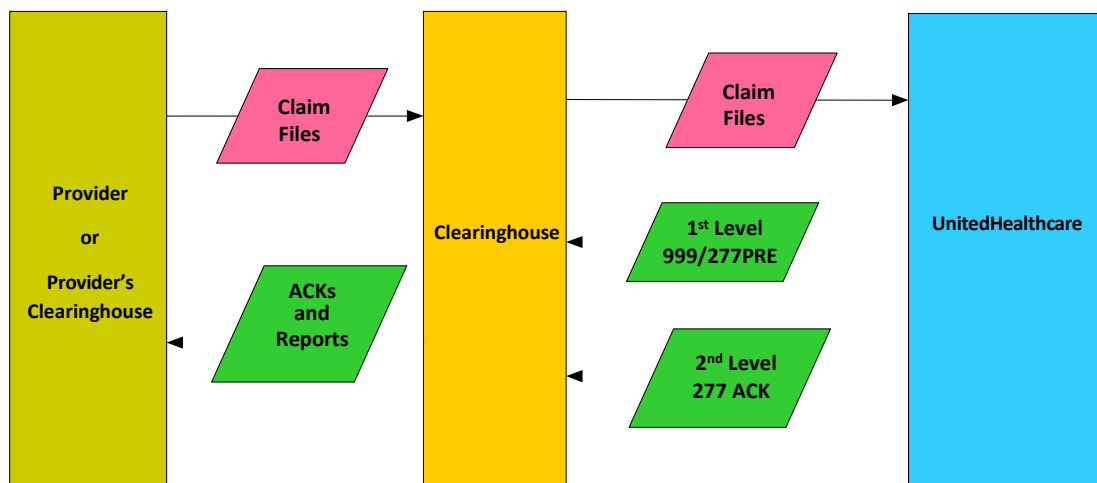 Provider
or
Provider’s
Clearinghouse
Claim
Files
ACKs
and
Reports
Clearinghouse
Claim
Files
1st Level
999/277PRE
2nd Level
277 ACK
UnitedHealthcare